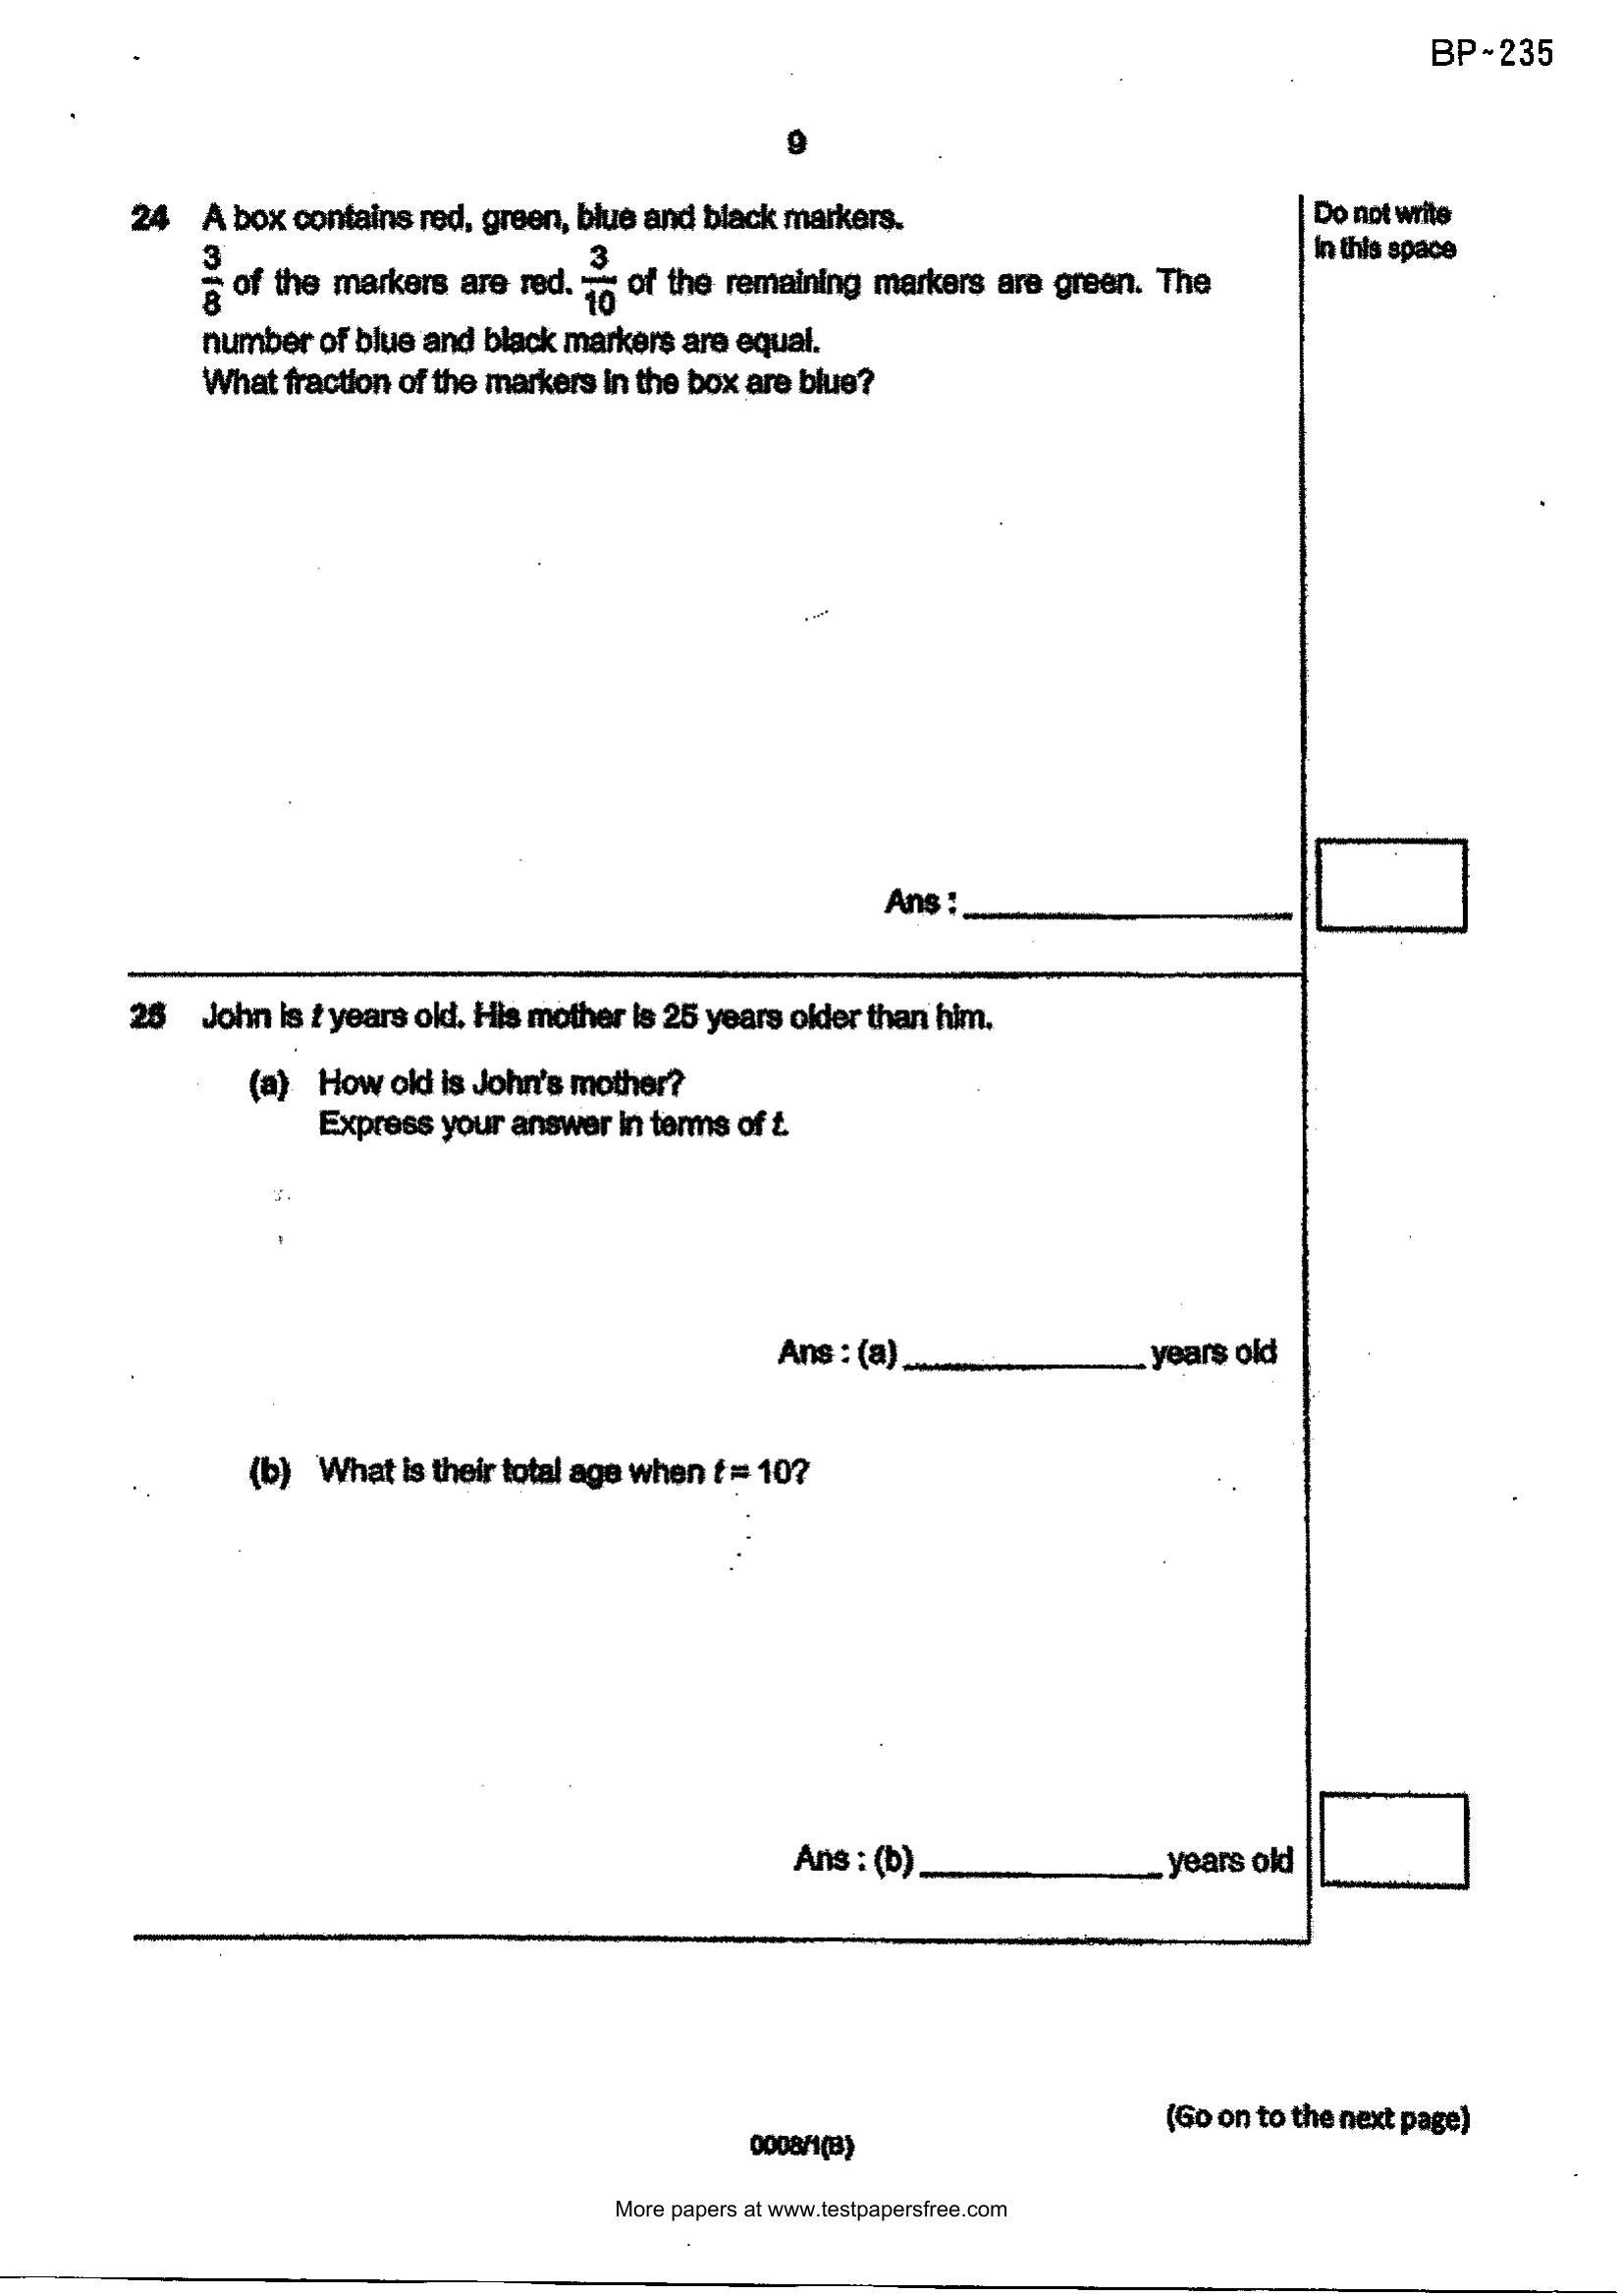 BP~235
9
24 A box contains red, green, blue and black markers.
3/8 of the markers are red. 3/10 of the remaining markers are green. The
number of blue and black markers are equal.
What fraction of the markers in the box are blue?
Do not write
in this space
Ans : ____________
25 John is t years old. His mother is 25 years older than him.
(a) How old is John's mother?
Express your answer in terms of t.
Ans : (a) ____________ years old
(b) What is their total age when t = 10?
Ans : (b) ____________ years old
(Go on to the next page)
0008/1(B)
More papers at www.testpapersfree.com